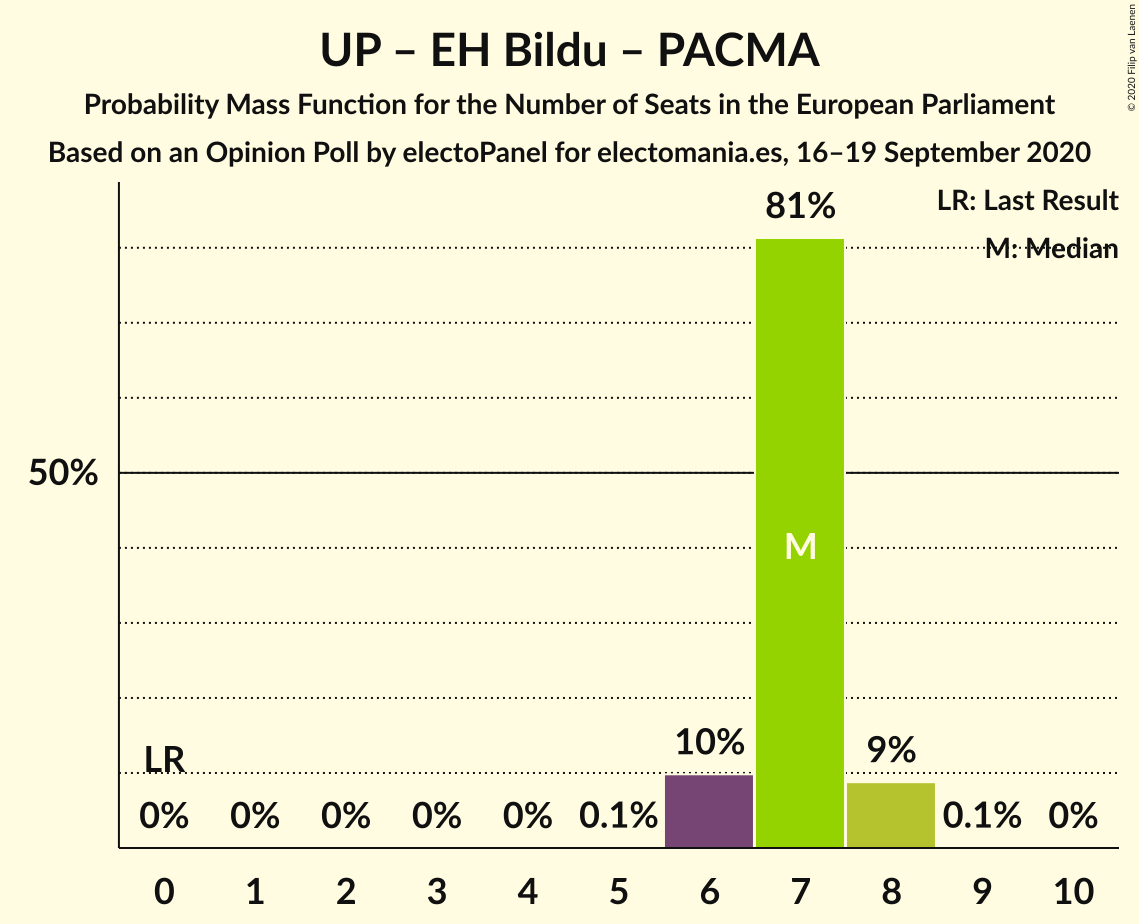 UP – EH Bildu – PACMA
Probability Mass Function for the Number of Seats in the European Parliament
Based on an Opinion Poll by electoPanel for electomania.es, 16–19 September 2020
© 2020 Filip van Laenen
LR: Last Result
M: Median
81%
50%
M
10%
9%
LR
0% 0% 0% 0% 0% 0.1% 0.1% 0%
0 1 2 3 4 5 6 7 8 9 10